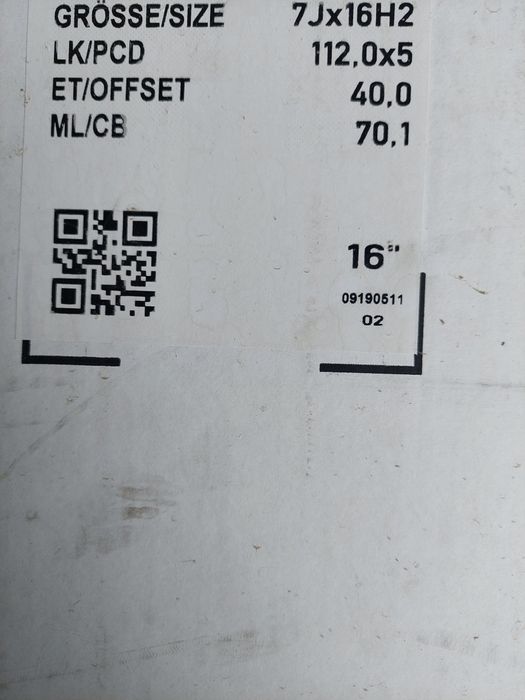 GRÖSSE/SIZE 7Jx16H2
LK/PCD 112,0x5
ET/OFFSET 40,0
ML/CB 70,1
16"
09190511
02